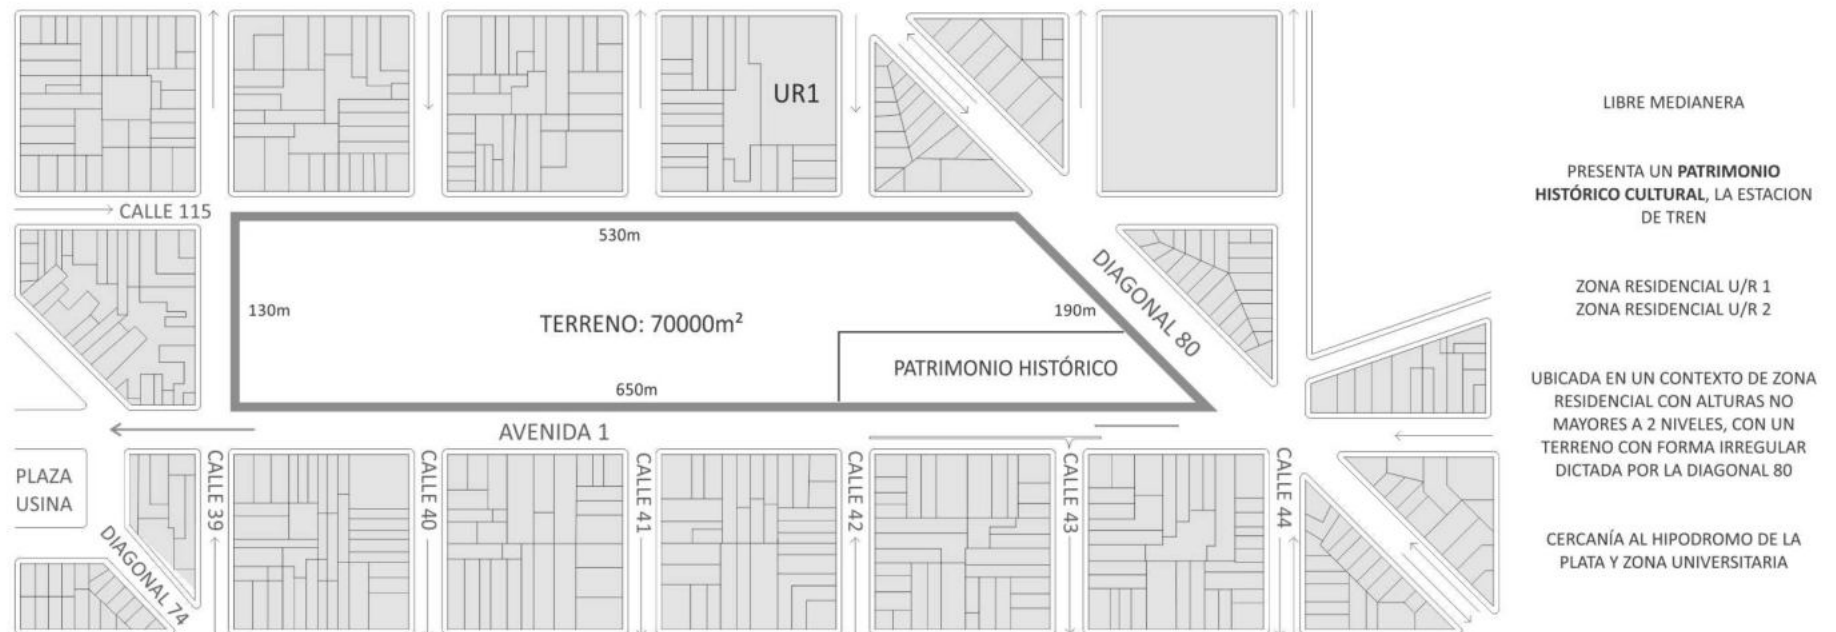 UR1
CALLE 115
530m
130m
TERRENO: 70000m²
190m
DIAGONAL 80
PATRIMONIO HISTÓRICO
650m
AVENIDA 1
PLAZA
USINA
DIAGONAL 74
CALLE 39
CALLE 40
CALLE 41
CALLE 42
CALLE 43
CALLE 44
LIBRE MEDIANERA
PRESENTA UN PATRIMONIO
HISTÓRICO CULTURAL, LA ESTACION
DE TREN
ZONA RESIDENCIAL U/R 1
ZONA RESIDENCIAL U/R 2
UBICADA EN UN CONTEXTO DE ZONA
RESIDENCIAL CON ALTURAS NO
MAYORES A 2 NIVELES, CON UN
TERRENO CON FORMA IRREGULAR
DICTADA POR LA DIAGONAL 80
CERCANÍA AL HIPODROMO DE LA
PLATA Y ZONA UNIVERSITARIA